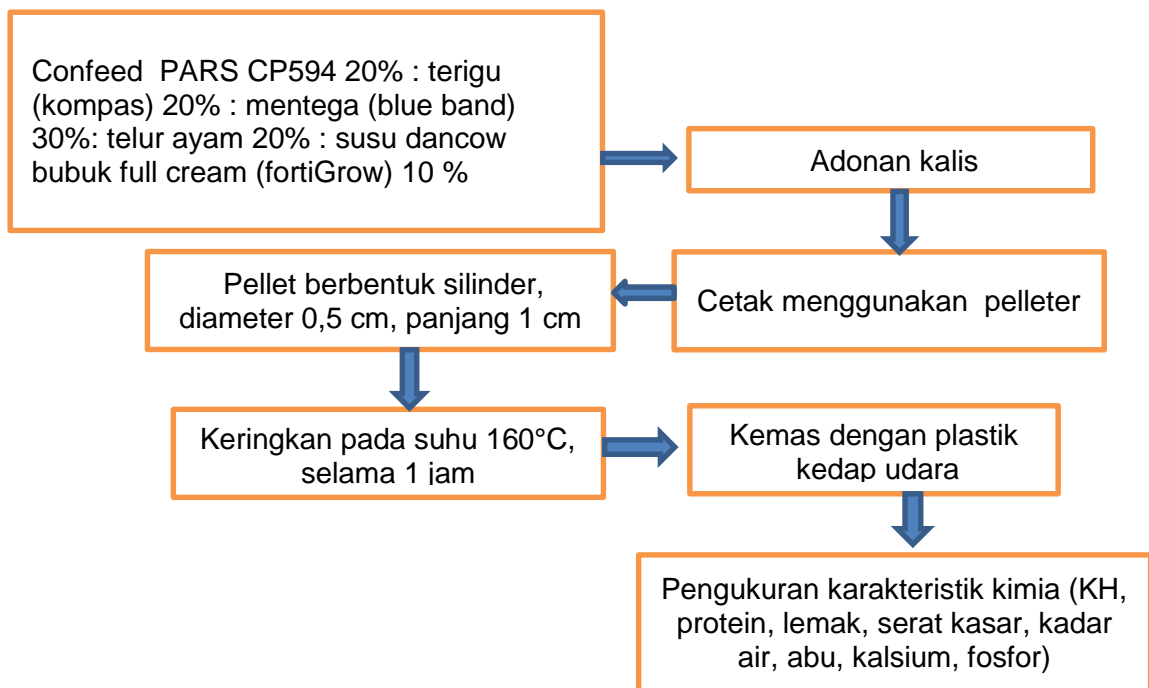 Confeed PARS CP594 20% : terigu
(kompas) 20% : mentega (blue band)
30%: telur ayam 20% : susu dancow
bubuk full cream (fortiGrow) 10 %
Adonan kalis
Cetak menggunakan pelleter
Pellet berbentuk silinder,
diameter 0,5 cm, panjang 1 cm
Keringkan pada suhu 160°C,
selama 1 jam
Kemas dengan plastik
kedap udara
Pengukuran karakteristik kimia (KH,
protein, lemak, serat kasar, kadar
air, abu, kalsium, fosfor)